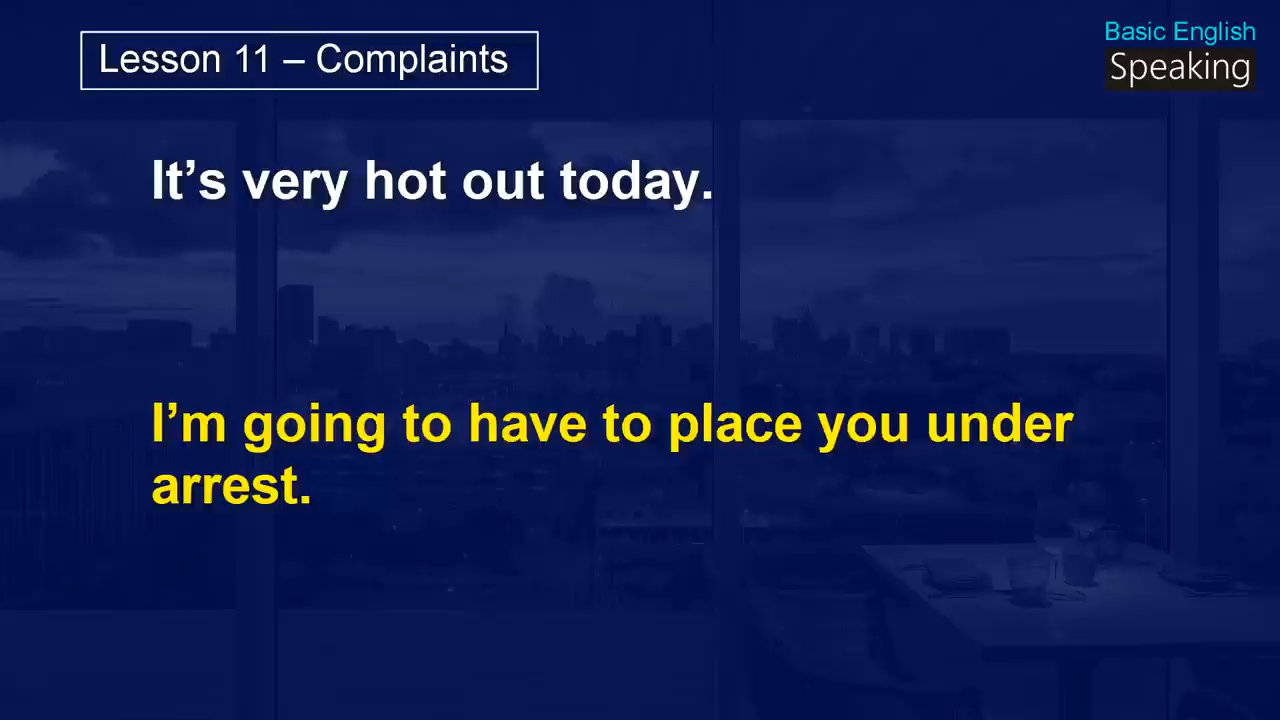 Lesson 11 – Complaints
Basic English
Speaking
It’s very hot out today.
I’m going to have to place you under
arrest.